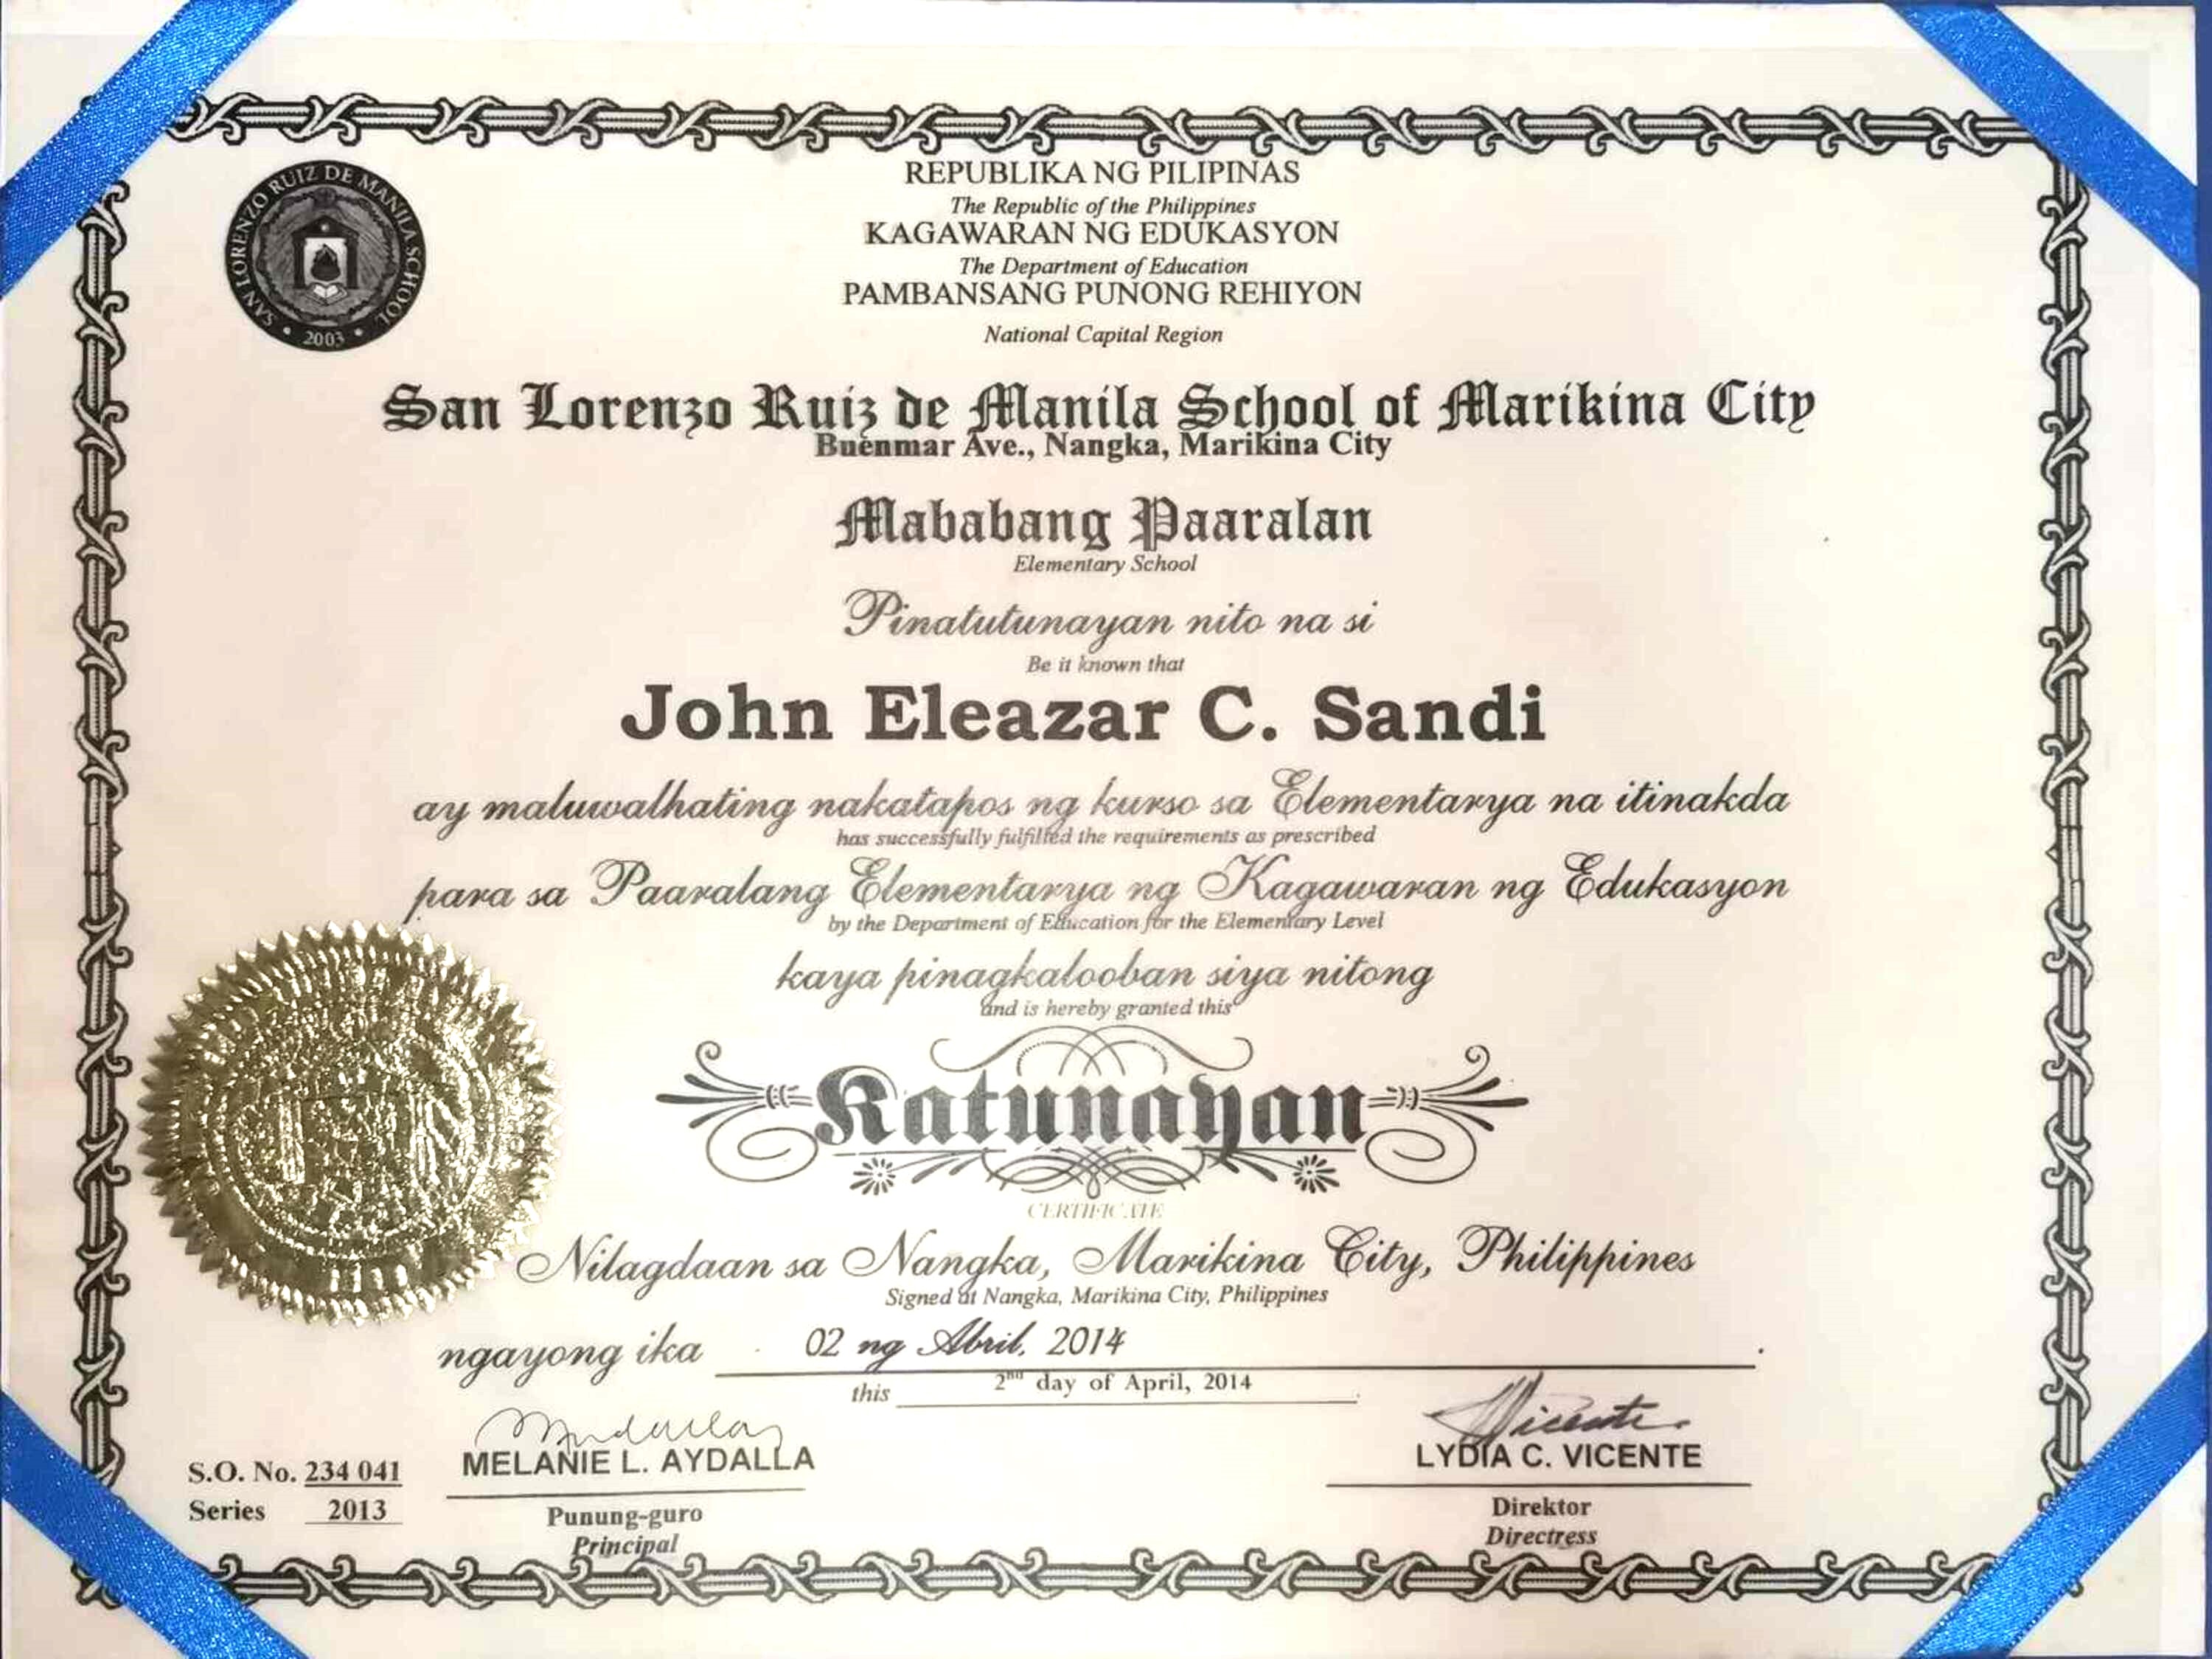 SAN LORENZO RUIZ DE MANILA SCHOOL
2003
REPUBLIKA NG PILIPINAS
The Republic of the Philippines
KAGAWARAN NG EDUKASYON
The Department of Education
PAMBANSANG PUNONG REHIYON
National Capital Region
San Lorenzo Ruiz de Manila School of Marikina City
Buenmar Ave., Nangka, Marikina City
Mababang Paaralan
Elementary School
Pinatutunayan nito na si
Be it known that
John Eleazar C. Sandi
ay maluwalhating nakatapos ng kurso sa Elementarya na itinakda
has successfully fulfilled the requirements as prescribed
para sa Paaralang Elementarya ng Kagawaran ng Edukasyon
by the Department of Education for the Elementary Level
kaya pinagkalooban siya nitong
and is hereby granted this
Katunayan
CERTIFICATE
Nilagdaan sa Nangka, Marikina City, Philippines
Signed at Nangka, Marikina City, Philippines
ngayong ika 02 ng Abril, 2014
this 2nd day of April, 2014
MELANIE L. AYDALLA
Punung-guro
Principal
Vicente
LYDIA C. VICENTE
Direktor
Directress
S.O. No. 234 041
Series 2013